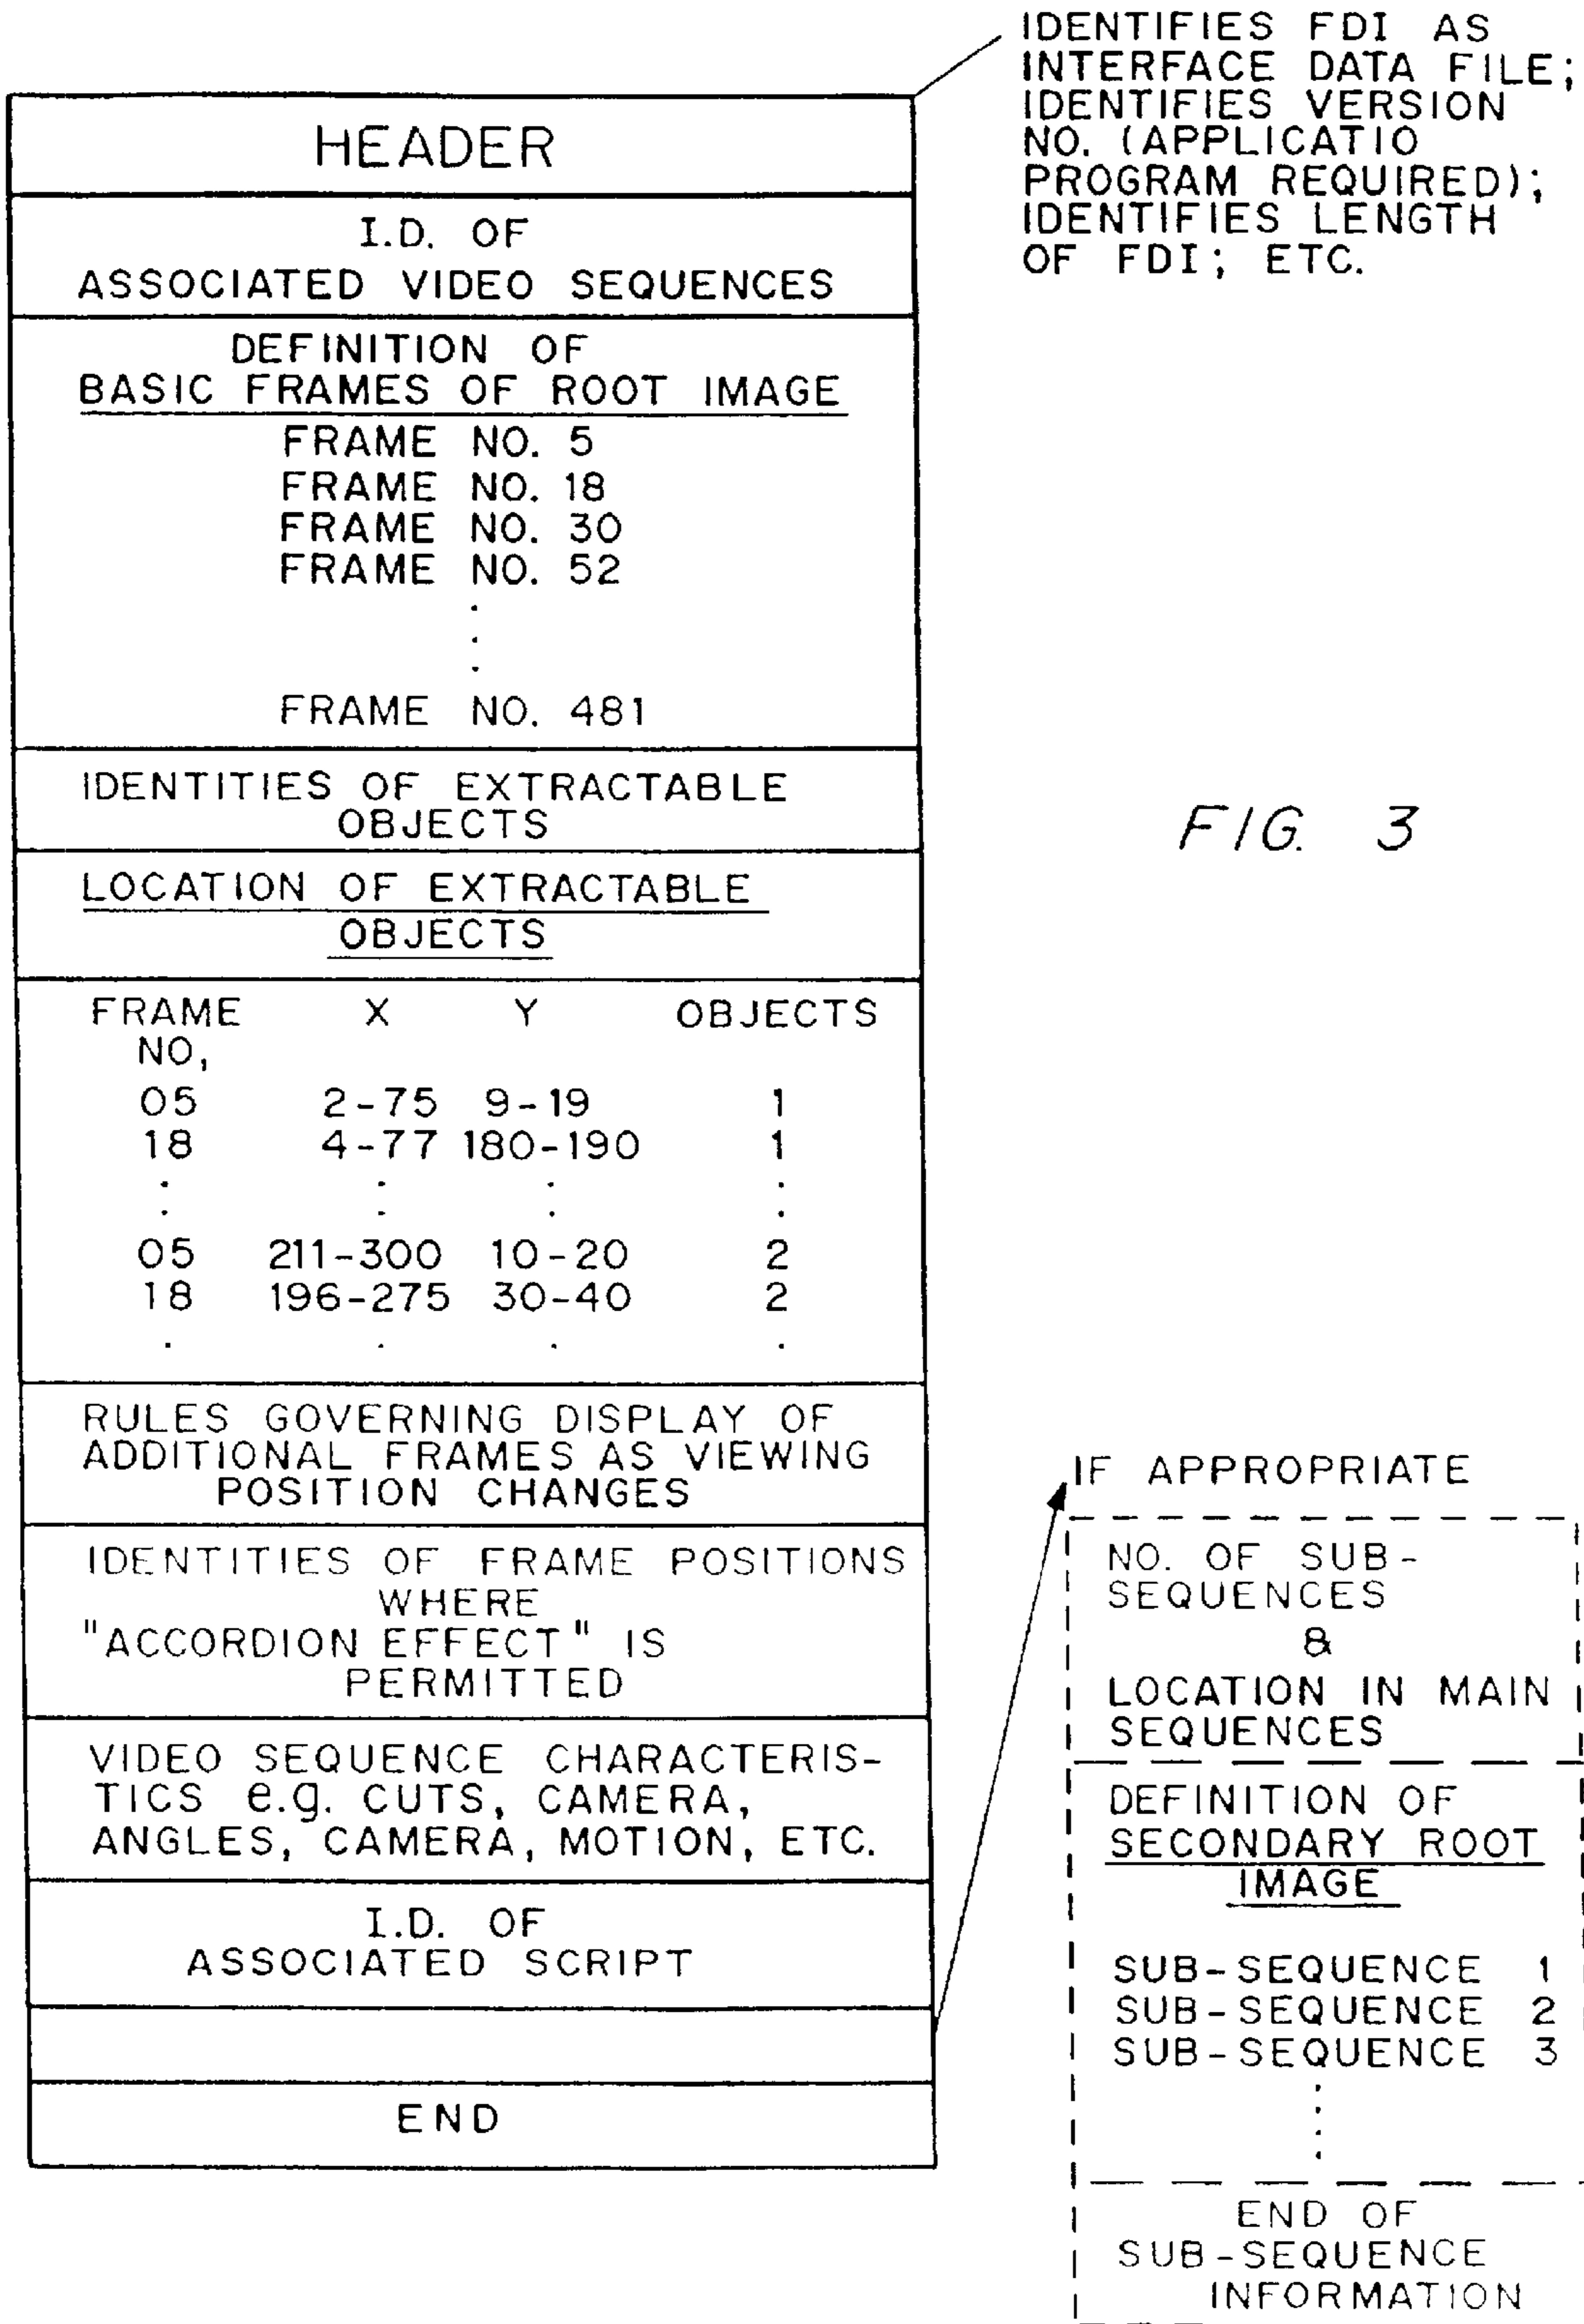 IDENTIFIES FDI AS
INTERFACE DATA FILE;
IDENTIFIES VERSION
NO. (APPLICATIO
PROGRAM REQUIRED);
IDENTIFIES LENGTH
OF FDI; ETC.
HEADER
I.D. OF
ASSOCIATED VIDEO SEQUENCES
DEFINITION OF
BASIC FRAMES OF ROOT IMAGE
FRAME NO. 5
FRAME NO. 18
FRAME NO. 30
FRAME NO. 52
.
.
.
FRAME NO. 481
IDENTITIES OF EXTRACTABLE
OBJECTS
FIG. 3
LOCATION OF EXTRACTABLE
OBJECTS
FRAME X Y OBJECTS
NO,
05 2-75 9-19 1
18 4-77 180-190 1
. . . .
. . . .
05 211-300 10-20 2
18 196-275 30-40 2
. . . .
RULES GOVERNING DISPLAY OF
ADDITIONAL FRAMES AS VIEWING
POSITION CHANGES
IDENTITIES OF FRAME POSITIONS
WHERE
"ACCORDION EFFECT" IS
PERMITTED
VIDEO SEQUENCE CHARACTERIS-
TICS e.g. CUTS, CAMERA,
ANGLES, CAMERA, MOTION, ETC.
I.D. OF
ASSOCIATED SCRIPT
END
IF APPROPRIATE
NO. OF SUB-
SEQUENCES
&
LOCATION IN MAIN
SEQUENCES
DEFINITION OF
SECONDARY ROOT
IMAGE
SUB-SEQUENCE 1
SUB-SEQUENCE 2
SUB-SEQUENCE 3
.
.
.
.
END OF
SUB-SEQUENCE
INFORMATION